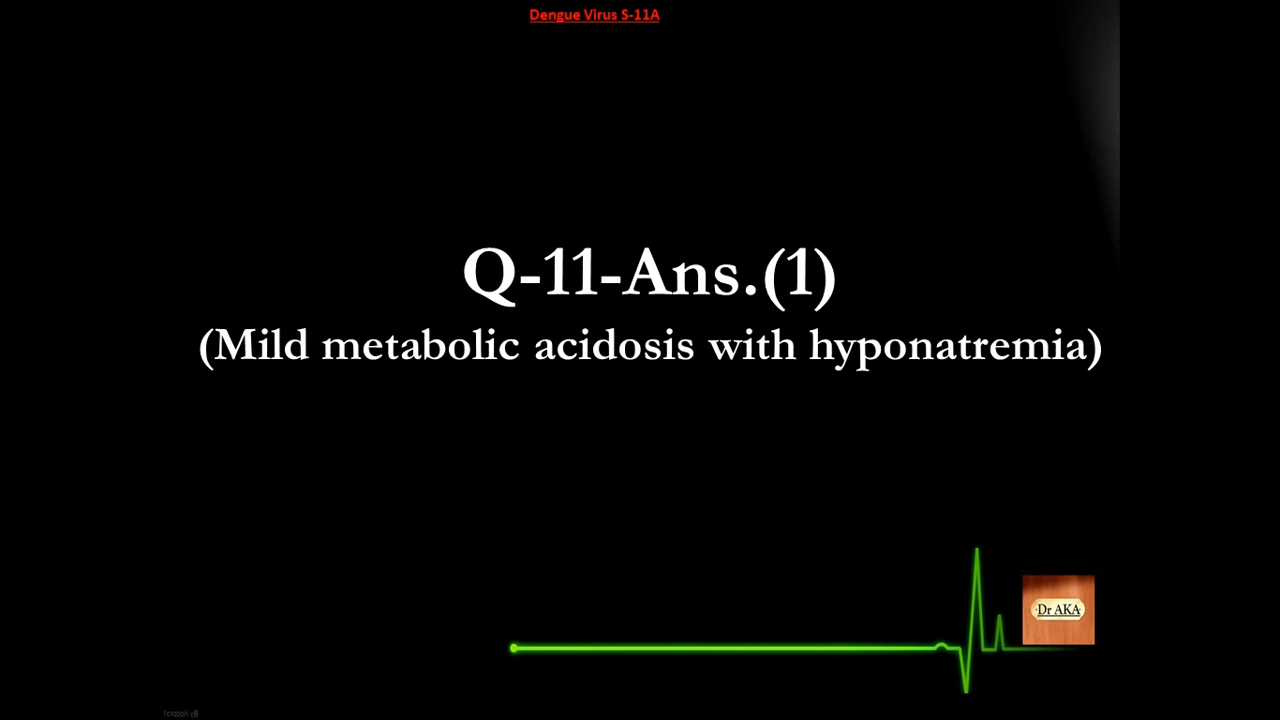 Dengue Virus S-11A
Q-11-Ans.(1)
(Mild metabolic acidosis with hyponatremia)
Dr AKA